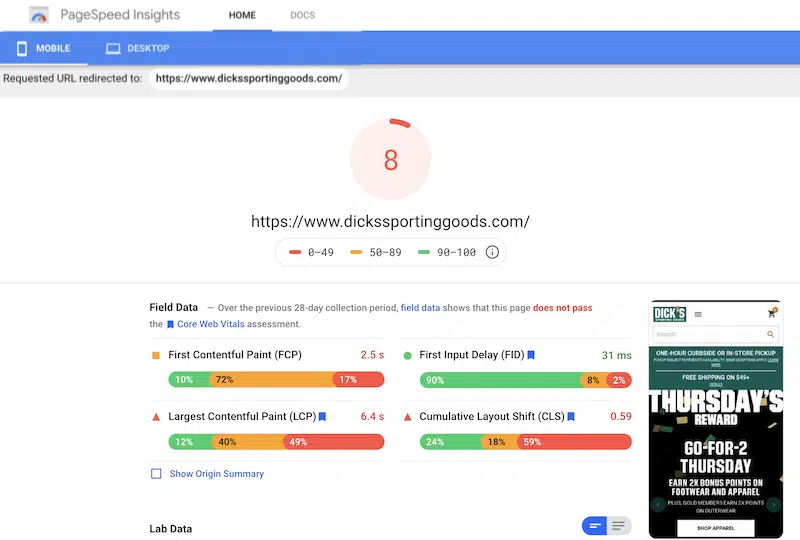 PageSpeed Insights
HOME
DOCS
MOBILE
DESKTOP
Requested URL redirected to: https://www.dickssportinggoods.com/
8
https://www.dickssportinggoods.com/
0–49
50–89
90–100
Field Data — Over the previous 28-day collection period, field data shows that this page does not pass
the Core Web Vitals assessment.
First Contentful Paint (FCP) 2.5 s
10% 72% 17%
First Input Delay (FID) 31 ms
90% 8% 2%
Largest Contentful Paint (LCP) 6.4 s
12% 40% 49%
Cumulative Layout Shift (CLS) 0.59
24% 18% 59%
Show Origin Summary
Lab Data
DICK'S
SPORTING GOODS
Search
ONE-HOUR CURBSIDE OR IN-STORE PICKUP
FREE SHIPPING ON $49+
THURSDAY'S
REWARD
GO-FOR-2
THURSDAY
EARN 2X BONUS POINTS ON
FOOTWEAR AND APPAREL
PLUS, GOLD MEMBERS EARN 3X POINTS
ON OUTERWEAR
SHOP APPAREL